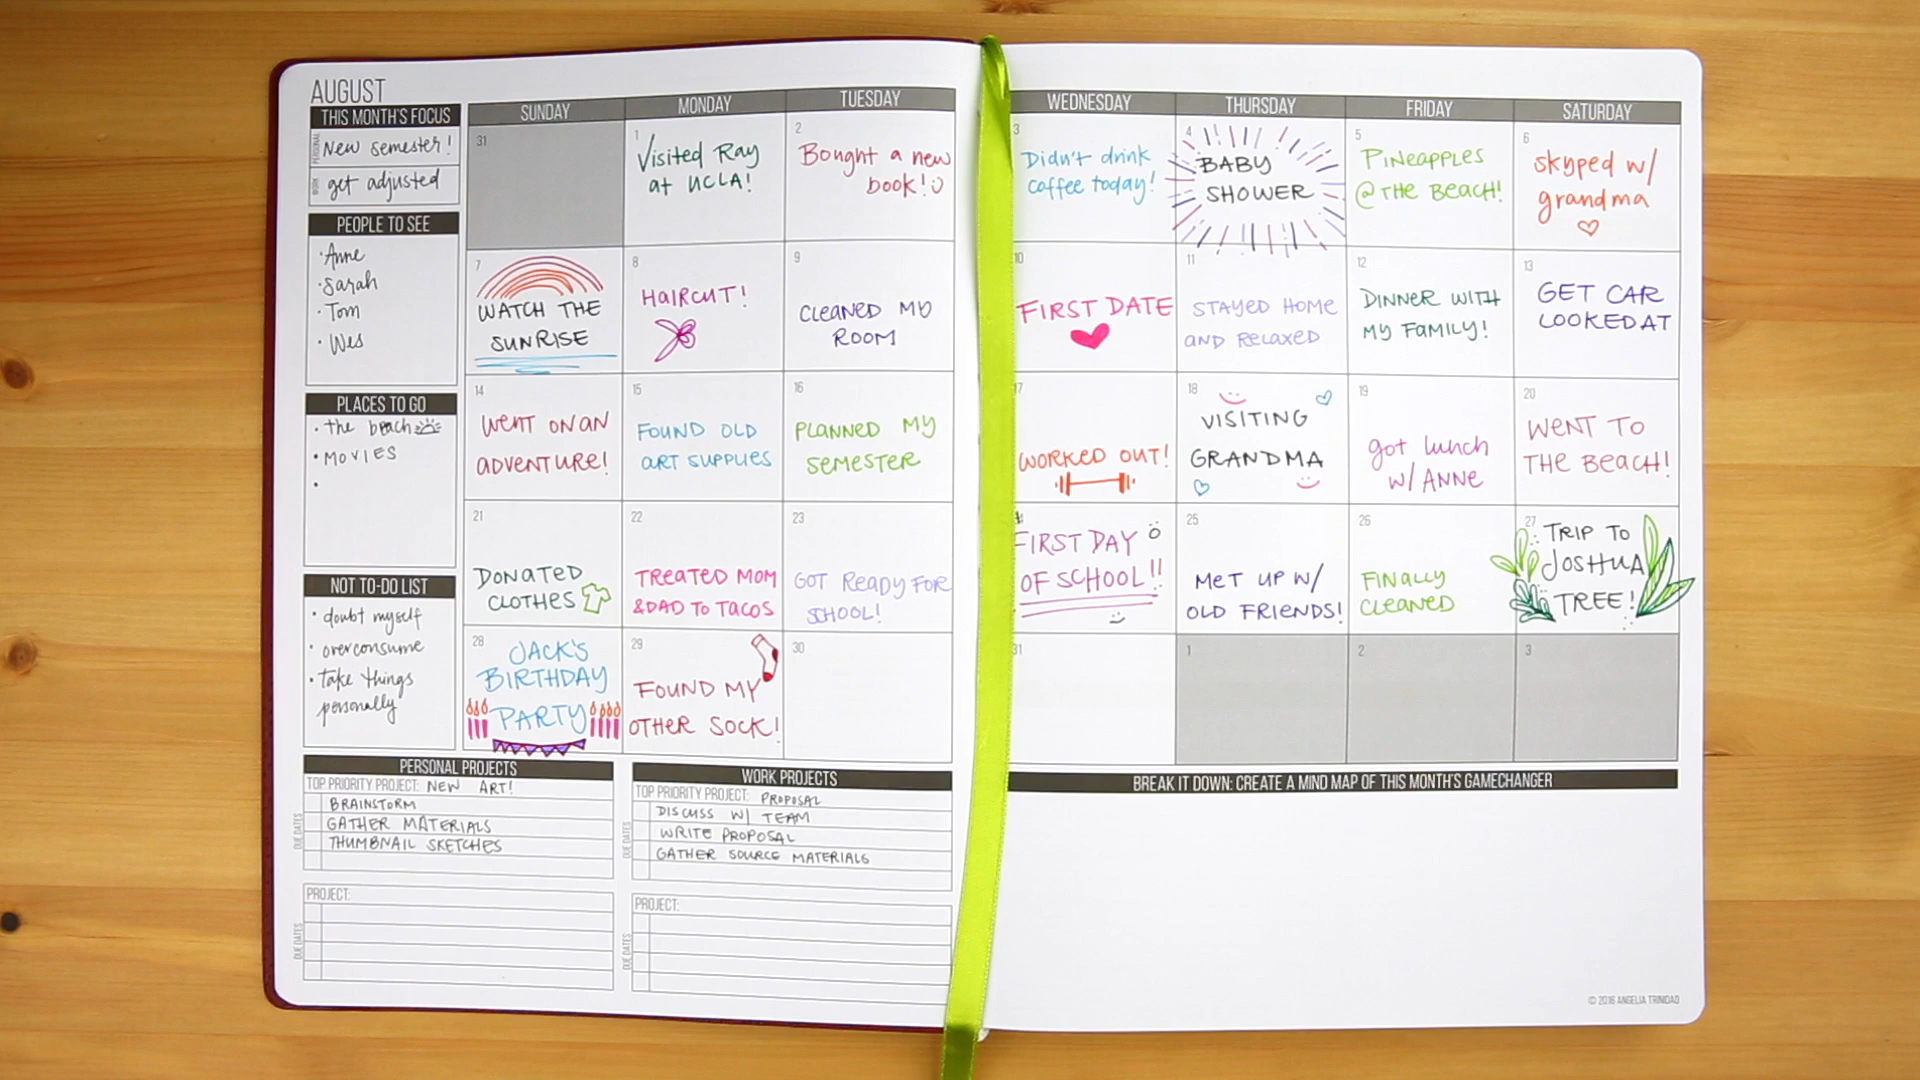 AUGUST
THIS MONTH'S FOCUS
PERSONAL
New semester!
WORK
get adjusted
PEOPLE TO SEE
· Anne
· Sarah
· Tom
· Wes
PLACES TO GO
· the beach
· MOVIES
·
NOT TO-DO LIST
· doubt myself
· overconsume
· take things
personally
SUNDAY MONDAY TUESDAY WEDNESDAY THURSDAY FRIDAY SATURDAY
31
1
Visited Ray
at UCLA!
2
Bought a new
book!
3
Didn't drink
coffee today!
4
BABY
SHOWER
5
PINEAPPLES
@ THE BEACH!
6
skyped w/
grandma
7
WATCH THE
SUNRISE
8
HAIRCUT!
9
CLEANED MY
ROOM
10
FIRST DATE
11
STAYED HOME
AND RELAXED
12
DINNER WITH
MY FAMILY!
13
GET CAR
LOOKED AT
14
WENT ON AN
ADVENTURE!
15
FOUND OLD
ART SUPPLIES
16
PLANNED MY
SEMESTER
17
WORKED OUT!
18
VISITING
GRANDMA
19
got lunch
w/ ANNE
20
WENT TO
THE BEACH!
21
DONATED
CLOTHES
22
TREATED MOM
& DAD TO TACOS
23
GOT READY FOR
SCHOOL!
FIRST DAY
OF SCHOOL!!
25
MET UP W/
OLD FRIENDS!
26
FINALLY
CLEANED
27
TRIP TO
JOSHUA
TREE!
28
JACK'S
BIRTHDAY
PARTY
29
FOUND MY
OTHER SOCK!
30
31
1
2
3
PERSONAL PROJECTS
TOP PRIORITY PROJECT: NEW ART!
BRAINSTORM
GATHER MATERIALS
THUMBNAIL SKETCHES
DUE DATES
PROJECT:
DUE DATES
WORK PROJECTS
TOP PRIORITY PROJECT: PROPOSAL
DISCUSS W/ TEAM
WRITE PROPOSAL
GATHER SOURCE MATERIALS
DUE DATES
PROJECT:
DUE DATES
BREAK IT DOWN: CREATE A MIND MAP OF THIS MONTH'S GAMECHANGER
© 2016 ANGELIA TRINIDAD